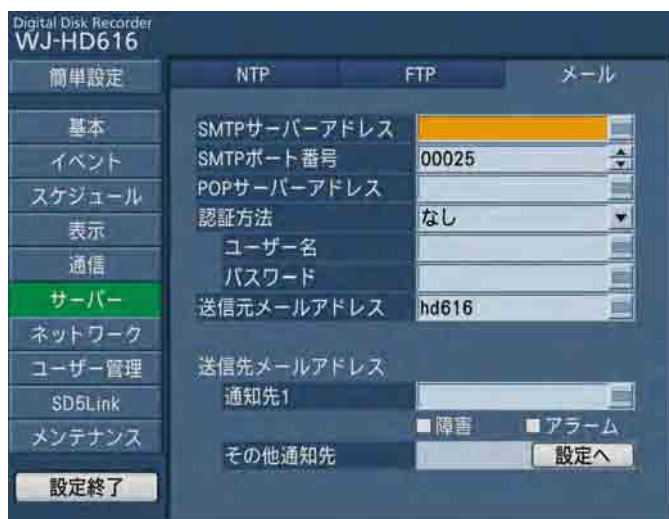 Digital Disk Recorder
WJ-HD616
簡単設定
NTP
FTP
メール
基本
イベント
スケジュール
表示
通信
サーバー
ネットワーク
ユーザー管理
SD5Link
メンテナンス
設定終了
SMTPサーバーアドレス
SMTPポート番号 00025
POPサーバーアドレス
認証方法 なし
ユーザー名
パスワード
送信元メールアドレス hd616
送信先メールアドレス
通知先1
障害 アラーム
その他通知先 設定へ